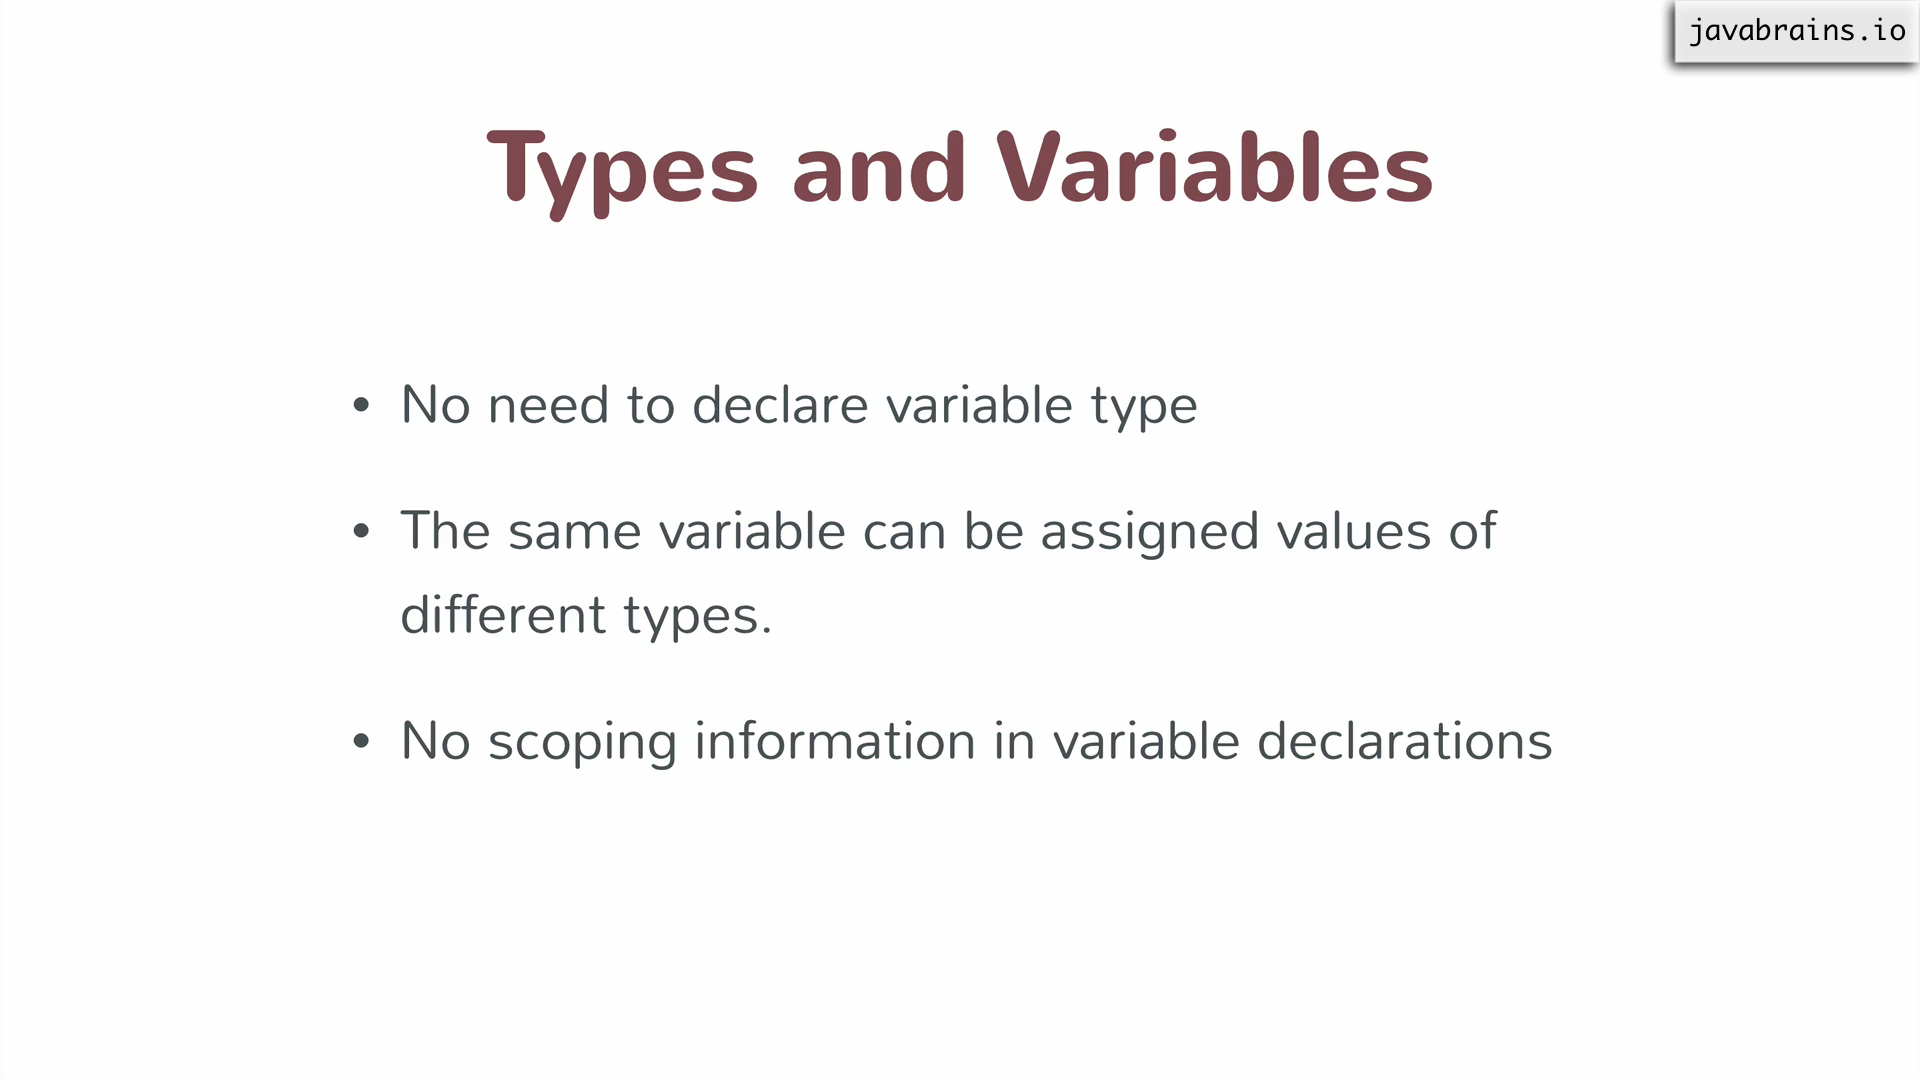 javabrains.io
Types and Variables
• No need to declare variable type
• The same variable can be assigned values of
different types.
• No scoping information in variable declarations